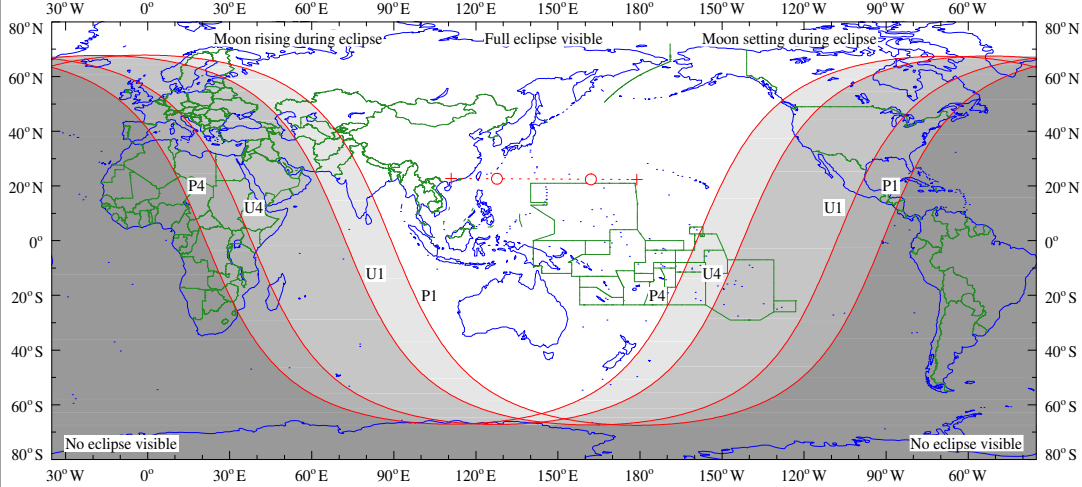 80° N 80° N
Moon rising during eclipse Full eclipse visible Moon setting during eclipse
60° N 60° N
40° N 40° N
20° N P4 P1 20° N
U4 U1
0° 0°
U1 U4
20° S P1 P4 20° S
40° S 40° S
60° S 60° S
No eclipse visible No eclipse visible
80° S 80° S
30° W 0° 30° E 60° E 90° E 120° E 150° E 180° 150° W 120° W 90° W 60° W
30° W 0° 30° E 60° E 90° E 120° E 150° E 180° 150° W 120° W 90° W 60° W